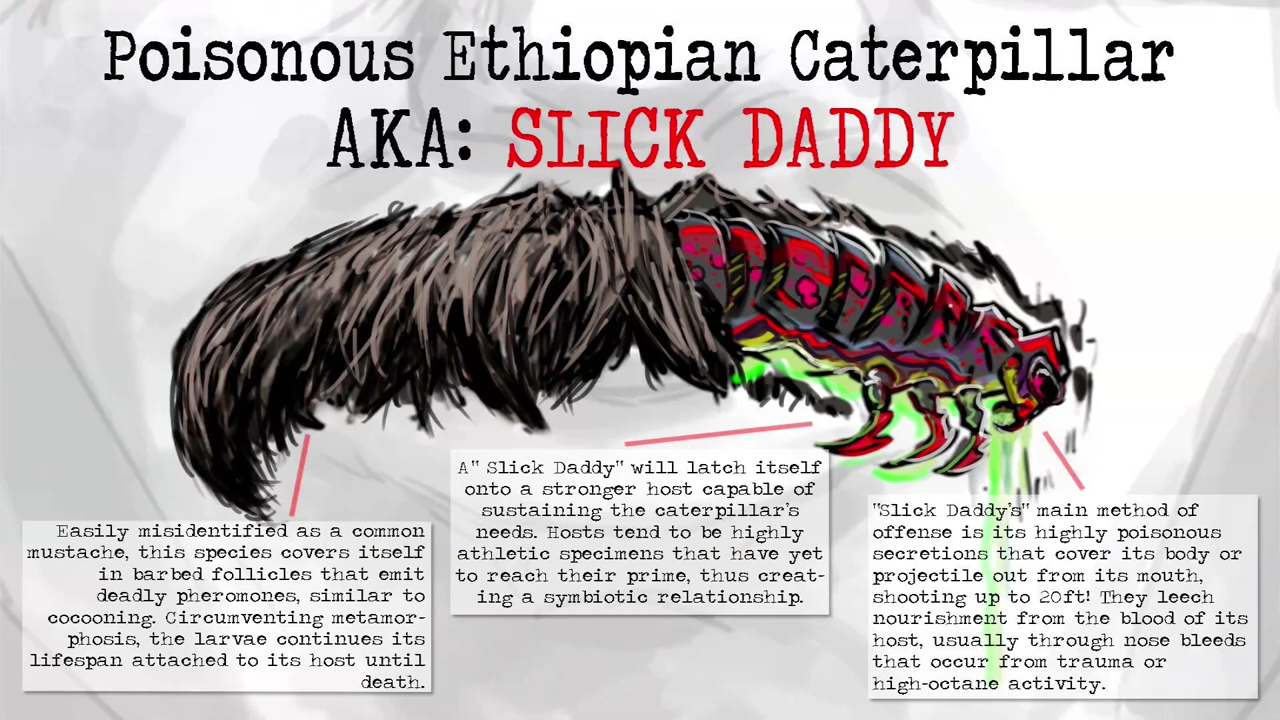 Poisonous Ethiopian Caterpillar
AKA: SLICK DADDY
Easily misidentified as a common
mustache, this species covers itself
in barbed follicles that emit
deadly pheromones, similar to
cocooning. Circumventing metamor-
phosis, the larvae continues its
lifespan attached to its host until
death.
A" Slick Daddy" will latch itself
onto a stronger host capable of
sustaining the caterpillar's
needs. Hosts tend to be highly
athletic specimens that have yet
to reach their prime, thus creat-
ing a symbiotic relationship.
"Slick Daddy's" main method of
offense is its highly poisonous
secretions that cover its body or
projectile out from its mouth,
shooting up to 20ft! They leech
nourishment from the blood of its
host, usually through nose bleeds
that occur from trauma or
high-octane activity.